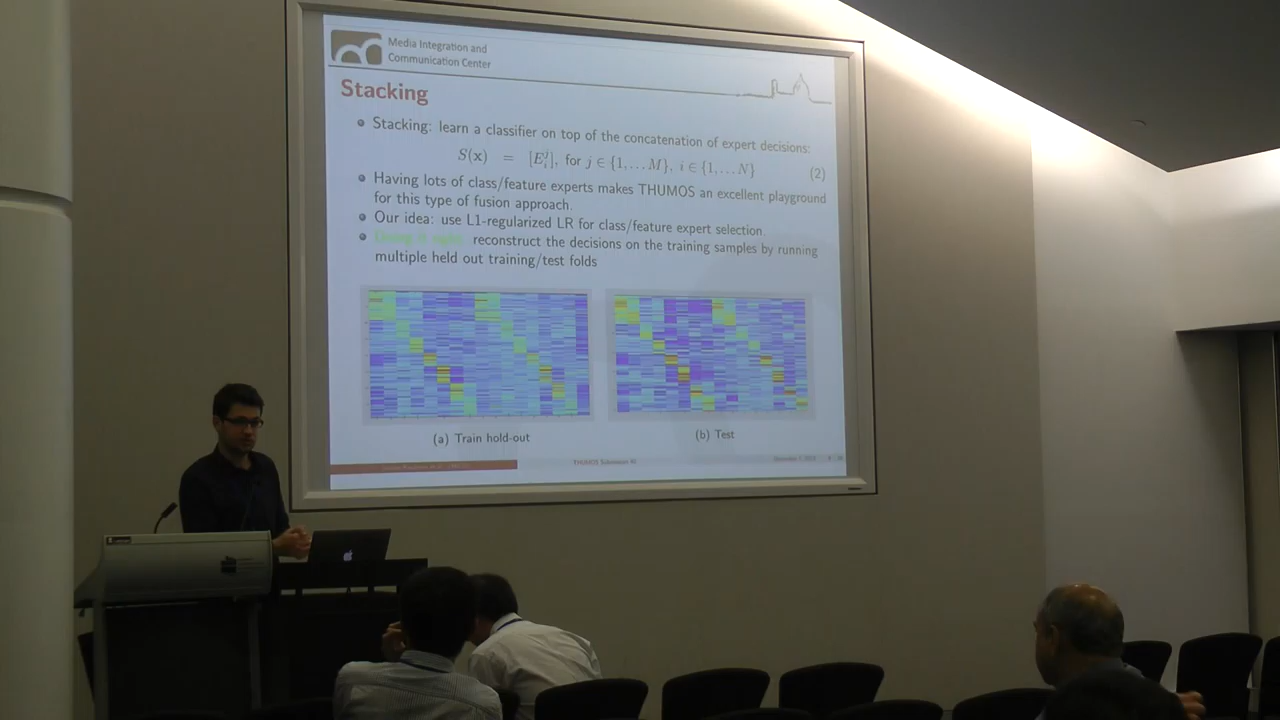 Media Integration and
Communication Center
Stacking
Stacking: learn a classifier on top of the concatenation of expert decisions:
S(x) = [E_i^j], for j ∈ {1, ... M}, i ∈ {1, ... N} (2)
Having lots of class/feature experts makes THUMOS an excellent playground
for this type of fusion approach.
Our idea: use L1-regularized LR for class/feature expert selection.
reconstruct the decisions on the training samples by running
multiple held out training/test folds
(a) Train hold-out
(b) Test
THUMOS